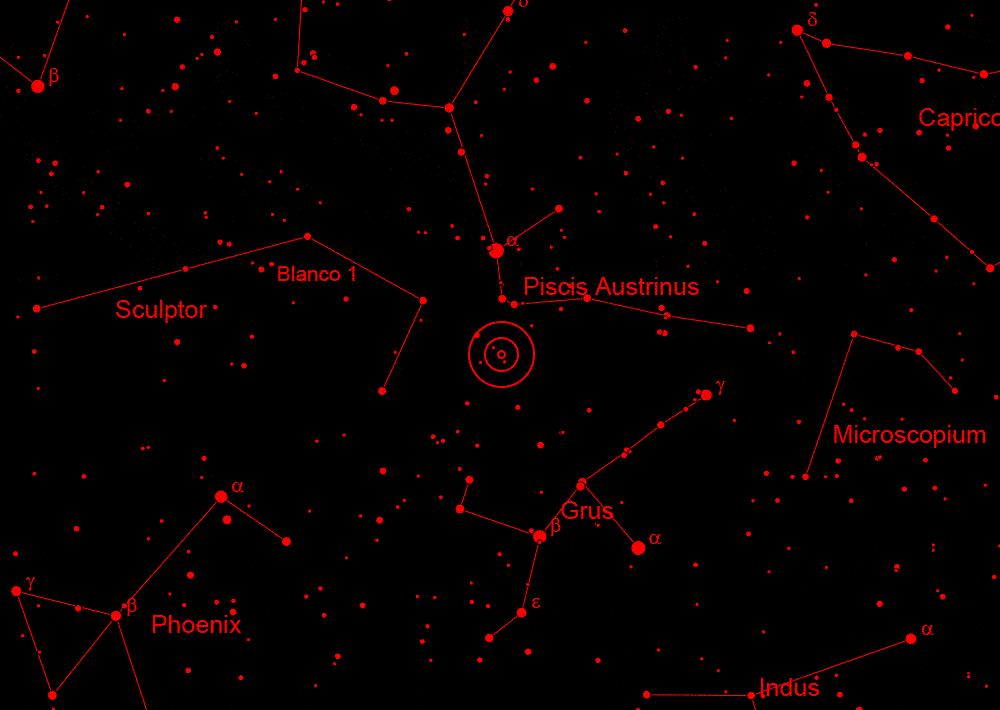 δ
δ
β
Caprico
α
Blanco 1
Piscis Austrinus
Sculptor
γ
Microscopium
α
Grus
β
α
γ
ε
β
Phoenix
α
Indus